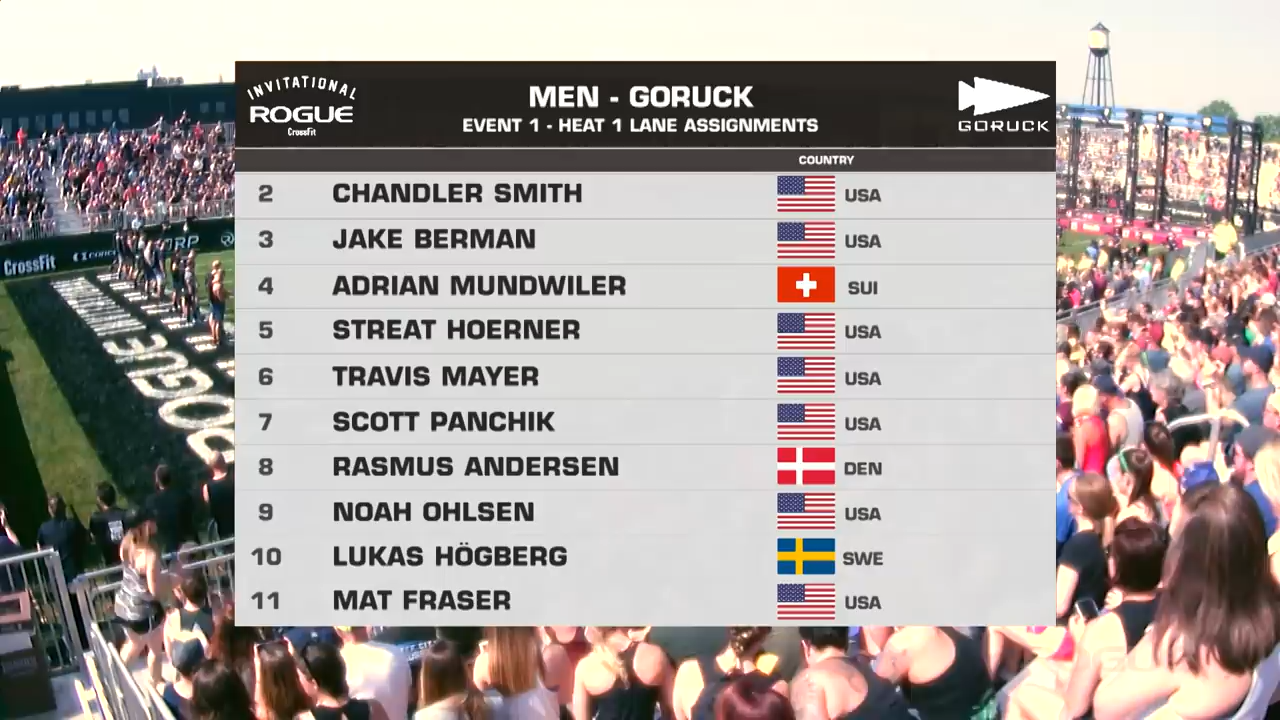 INVITATIONAL
ROGUE
CrossFit
MEN - GORUCK
EVENT 1 - HEAT 1 LANE ASSIGNMENTS
GORUCK
COUNTRY
2 CHANDLER SMITH USA
3 JAKE BERMAN USA
4 ADRIAN MUNDWILER SUI
5 STREAT HOERNER USA
6 TRAVIS MAYER USA
7 SCOTT PANCHIK USA
8 RASMUS ANDERSEN DEN
9 NOAH OHLSEN USA
10 LUKAS HÖGBERG SWE
11 MAT FRASER USA
CrossFit
RP
ROGUE